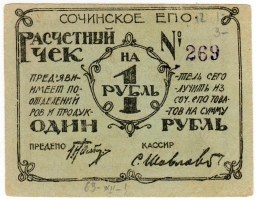 СОЧИНСКОЕ ЕПО
РАСЧЕТНЫЙ ЧЕК
№ 269
НА
1
РУБЛЬ
ПРЕДЪЯВИ-
ТЕЛЬ СЕГО
ИМЕЕТ ПО-
ЛУЧИТЬ ИЗ
ОТДЕЛЕНИЙ
СОЧ. ЕПО ТОВА-
РОВ И ПРОДУК-
ТОВ НА СУММУ
ОДИН РУБЛЬ
ПРЕДЕПО
КАССИР